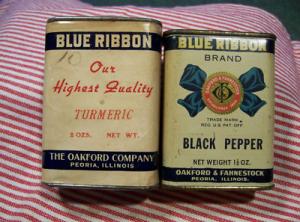 BLUE RIBBON
10
Our
Highest Quality
TURMERIC
2 OZS. NET WT.
THE OAKFORD COMPANY
PEORIA, ILLINOIS
BLUE RIBBON
BRAND
TRADE MARK
REG. U.S. PAT. OFF.
BLACK PEPPER
NET WEIGHT 1½ OZ.
OAKFORD & FAHNESTOCK
PEORIA, ILLINOIS